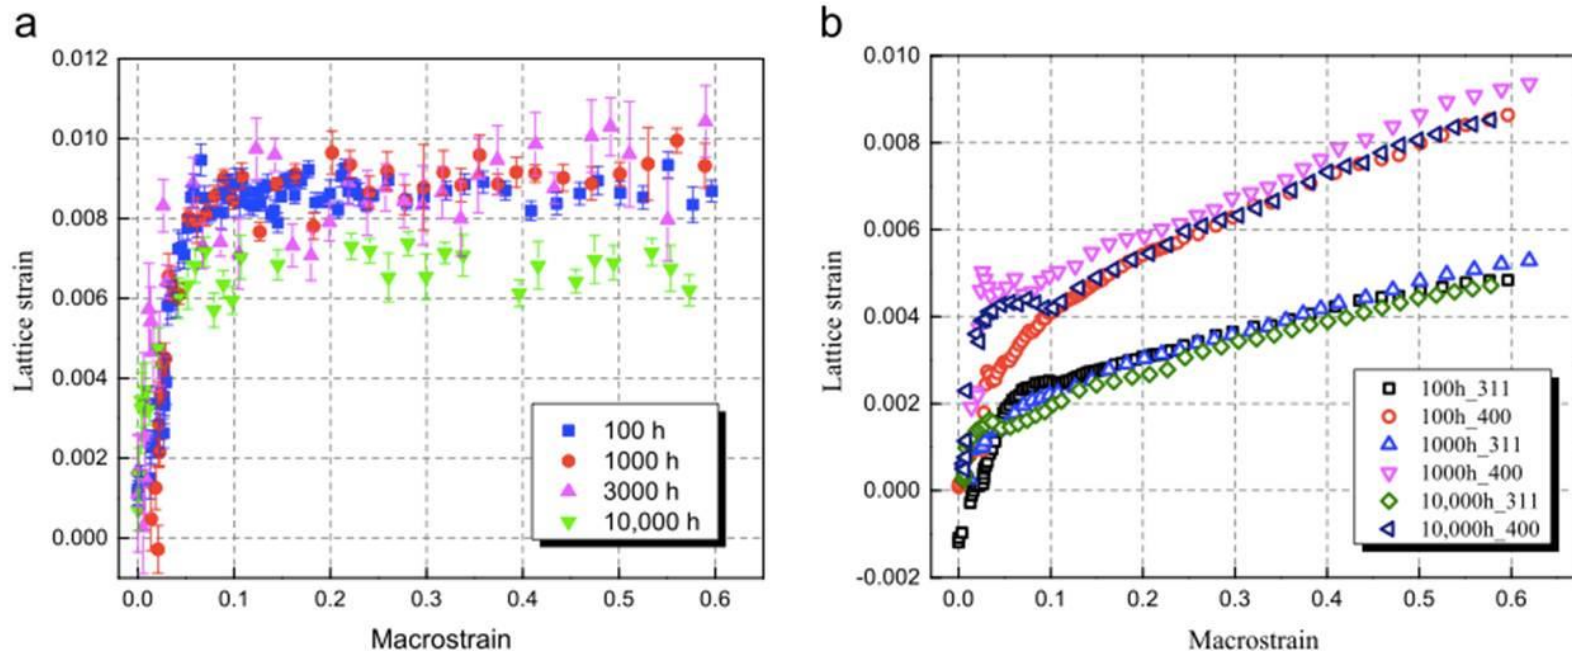 a
0.012
0.010
0.008
0.006
0.004
0.002
0.000
Lattice strain
0.0 0.1 0.2 0.3 0.4 0.5 0.6
Macrostrain
100 h
1000 h
3000 h
10,000 h
b
0.010
0.008
0.006
0.004
0.002
0.000
-0.002
Lattice strain
0.0 0.1 0.2 0.3 0.4 0.5 0.6
Macrostrain
100h_311
100h_400
1000h_311
1000h_400
10,000h_311
10,000h_400